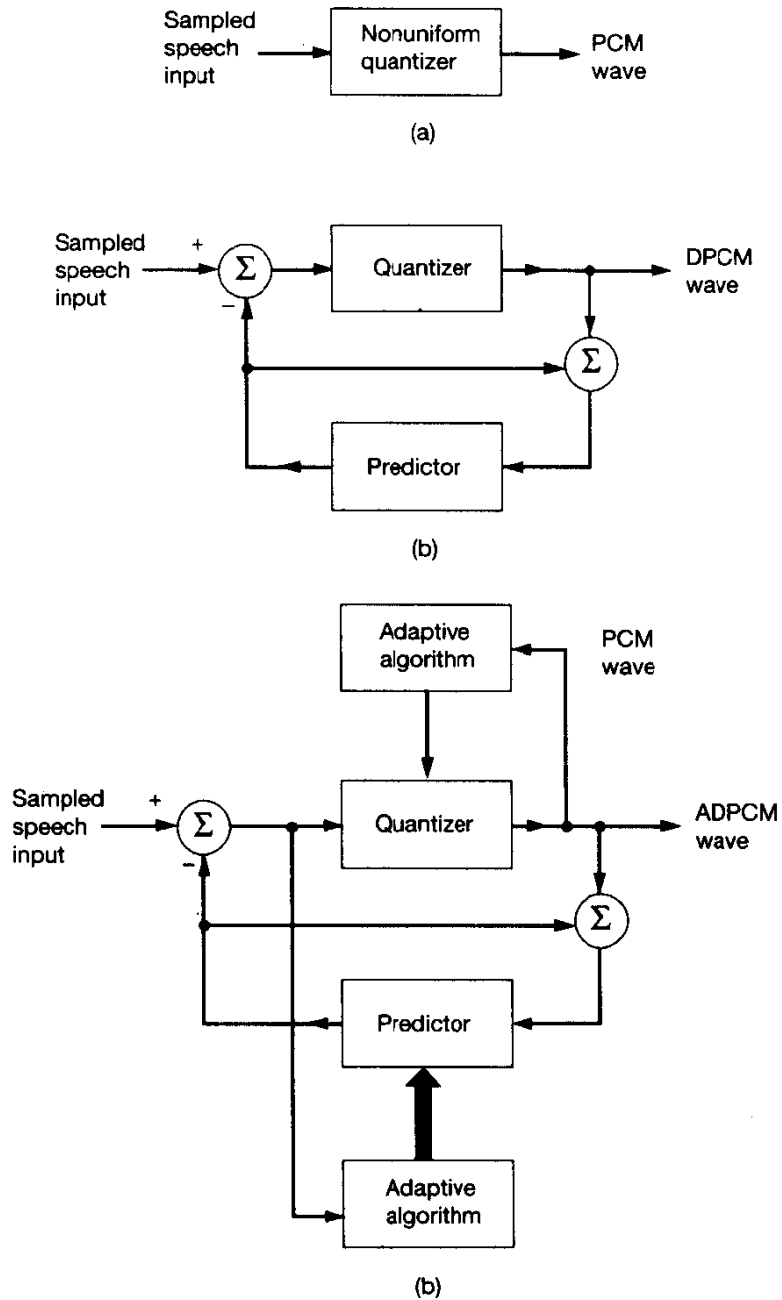 Sampled
speech
input
Nonuniform
quantizer
PCM
wave
(a)
Sampled
speech
input
+
Σ
−
Quantizer
DPCM
wave
Σ
Predictor
(b)
Adaptive
algorithm
PCM
wave
Sampled
speech
input
+
Σ
−
Quantizer
ADPCM
wave
Σ
Predictor
Adaptive
algorithm
(b)